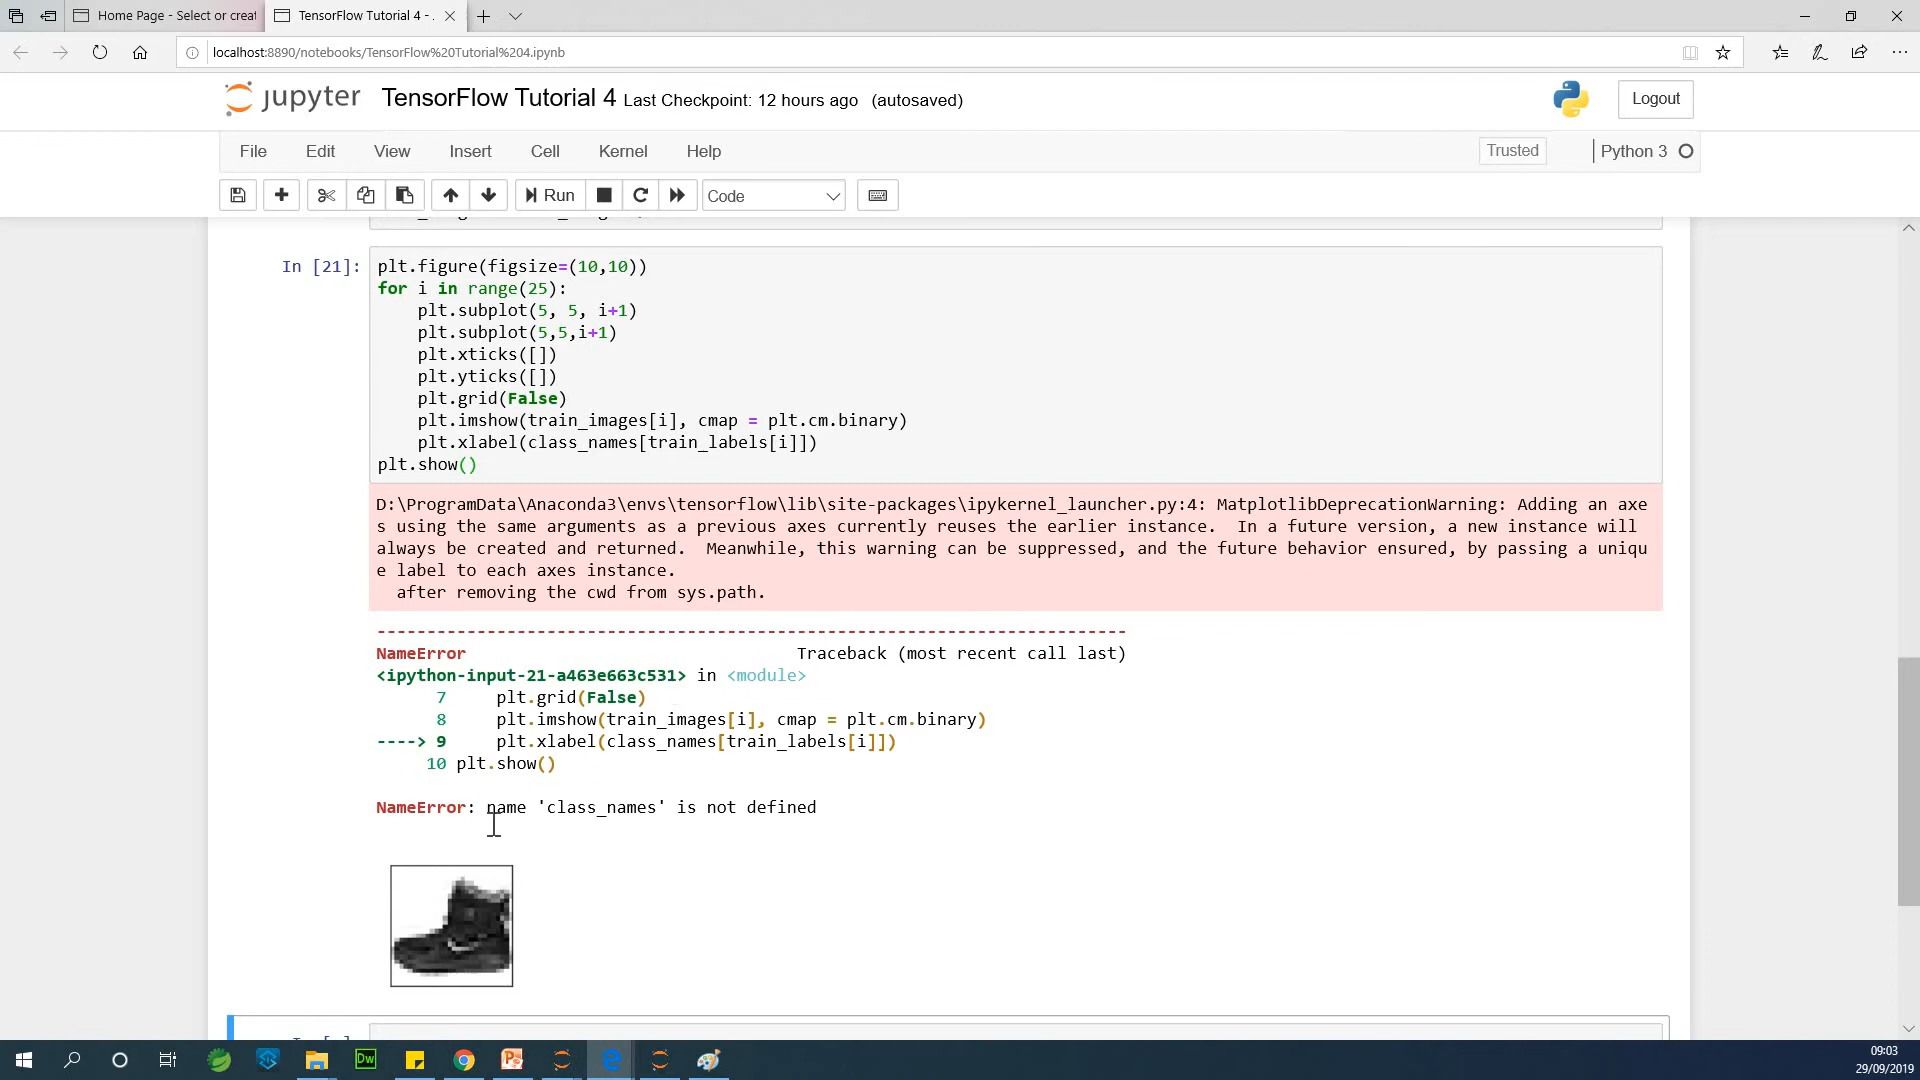 Home Page - Select or creat
TensorFlow Tutorial 4 - .
localhost:8890/notebooks/TensorFlow%20Tutorial%204.ipynb
jupyter TensorFlow Tutorial 4 Last Checkpoint: 12 hours ago (autosaved)
Logout
File Edit View Insert Cell Kernel Help
Trusted
Python 3
Run
Code
In [21]:
plt.figure(figsize=(10,10))
for i in range(25):
    plt.subplot(5, 5, i+1)
    plt.subplot(5,5,i+1)
    plt.xticks([])
    plt.yticks([])
    plt.grid(False)
    plt.imshow(train_images[i], cmap = plt.cm.binary)
    plt.xlabel(class_names[train_labels[i]])
plt.show()
D:\ProgramData\Anaconda3\envs\tensorflow\lib\site-packages\ipykernel_launcher.py:4: MatplotlibDeprecationWarning: Adding an axe
s using the same arguments as a previous axes currently reuses the earlier instance.  In a future version, a new instance will
always be created and returned.  Meanwhile, this warning can be suppressed, and the future behavior ensured, by passing a uniqu
e label to each axes instance.
  after removing the cwd from sys.path.
---------------------------------------------------------------------------
NameError                                 Traceback (most recent call last)
<ipython-input-21-a463e663c531> in <module>
      7     plt.grid(False)
      8     plt.imshow(train_images[i], cmap = plt.cm.binary)
----> 9     plt.xlabel(class_names[train_labels[i]])
     10 plt.show()
NameError: name 'class_names' is not defined
Dw
09:03
29/09/2019